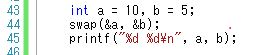 43 int a = 10, b = 5;
44 swap(&a, &b);
45 printf("%d %d\n", a, b);